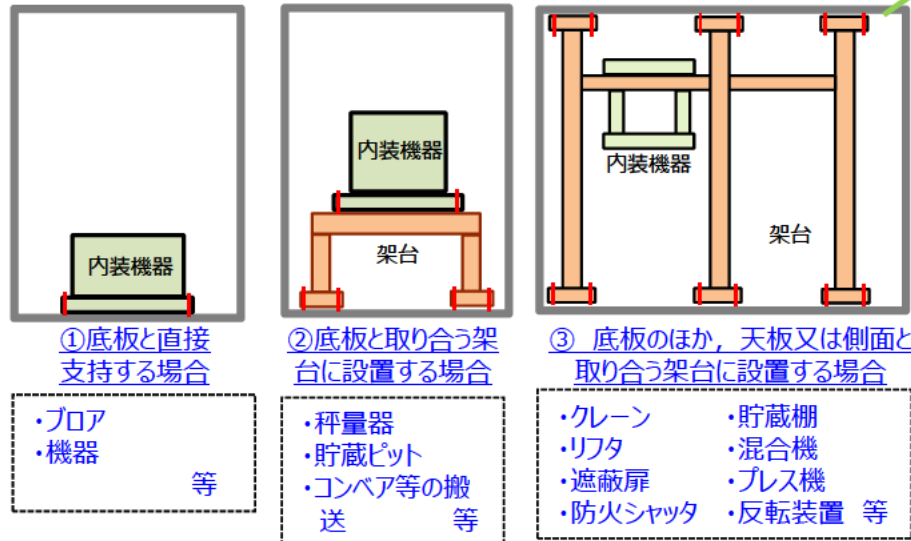 内装機器
①底板と直接
支持する場合
・ブロア
・機器
等
内装機器
架台
②底板と取り合う架
台に設置する場合
・秤量器
・貯蔵ピット
・コンベア等の搬
送 等
内装機器
架台
③ 底板のほか，天板又は側面と
取り合う架台に設置する場合
・クレーン ・貯蔵棚
・リフタ ・混合機
・遮蔽扉 ・プレス機
・防火シャッタ ・反転装置 等